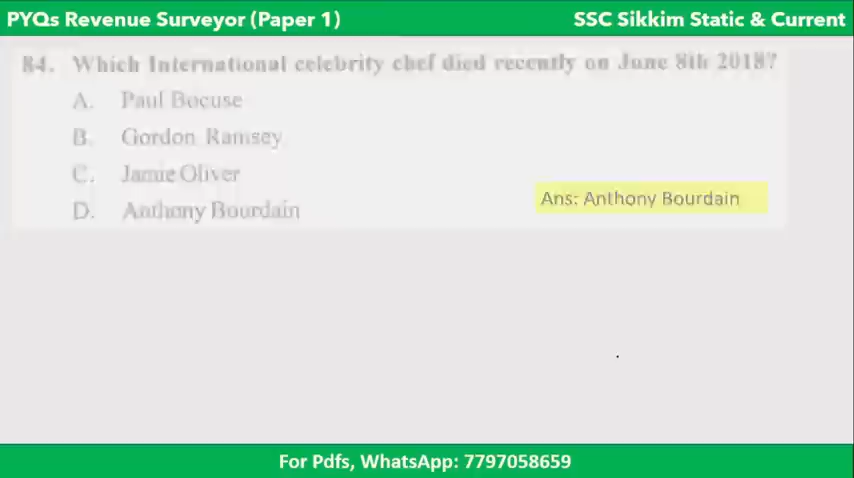 PYQs Revenue Surveyor (Paper 1) SSC Sikkim Static & Current
84. Which International celebrity chef died recently on June 8th 2018?
A. Paul Bocuse
B. Gordon Ramsey
C. Jamie Oliver
D. Anthony Bourdain
Ans: Anthony Bourdain
For Pdfs, WhatsApp: 7797058659